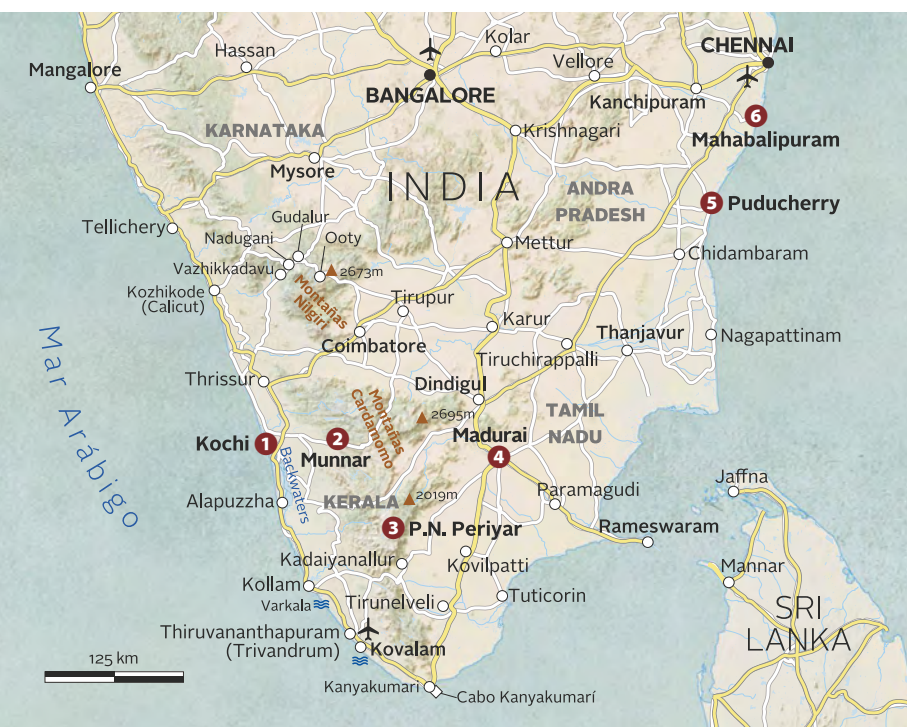 CHENNAI
Kolar
Hassan
Vellore
Mangalore
BANGALORE
Kanchipuram
6
Mahabalipuram
KARNATAKA
Krishnagari
Mysore
INDIA
ANDRA
PRADESH
5 Puducherry
Tellichery
Gudalur
Nadugani
Ooty
Mettur
Chidambaram
Vazhikkadavu
2673m
Kozhikode
(Calicut)
Montañas
Nilgiri
Tirupur
Karur
Thanjavur
Nagapattinam
Coimbatore
Tiruchirappalli
Mar Arábigo
Thrissur
Dindigul
Montañas
Cardamomo
2695m
TAMIL
NADU
Kochi 1
2
Munnar
Madurai
4
Backwaters
Jaffna
Alapuzzha
KERALA
2019m
Paramagudi
3 P.N. Periyar
Rameswaram
Kadaiyanallur
Kovilpatti
Mannar
Kollam
Varkala
Tirunelveli
Tuticorin
SRI
LANKA
Thiruvananthapuram
(Trivandrum)
Kovalam
125 km
Kanyakumari
Cabo Kanyakumarí